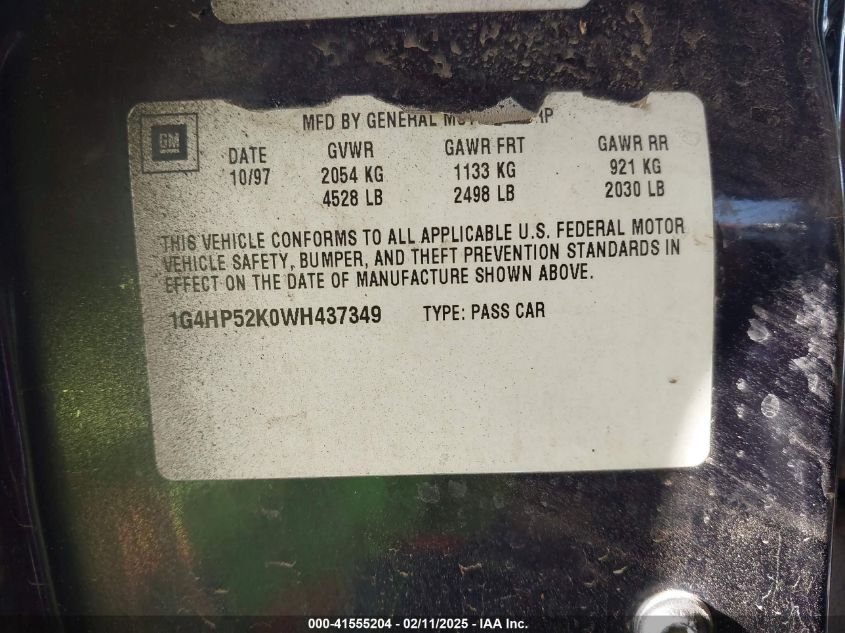 MFD BY GENERAL
GM
DATE GVWR GAWR FRT GAWR RR
10/97 2054 KG 1133 KG 921 KG
4528 LB 2498 LB 2030 LB
THIS VEHICLE CONFORMS TO ALL APPLICABLE U.S. FEDERAL MOTOR
VEHICLE SAFETY, BUMPER, AND THEFT PREVENTION STANDARDS IN
EFFECT ON THE DATE OF MANUFACTURE SHOWN ABOVE.
1G4HP52K0WH437349 TYPE: PASS CAR
000-41555204 - 02/11/2025 - IAA Inc.